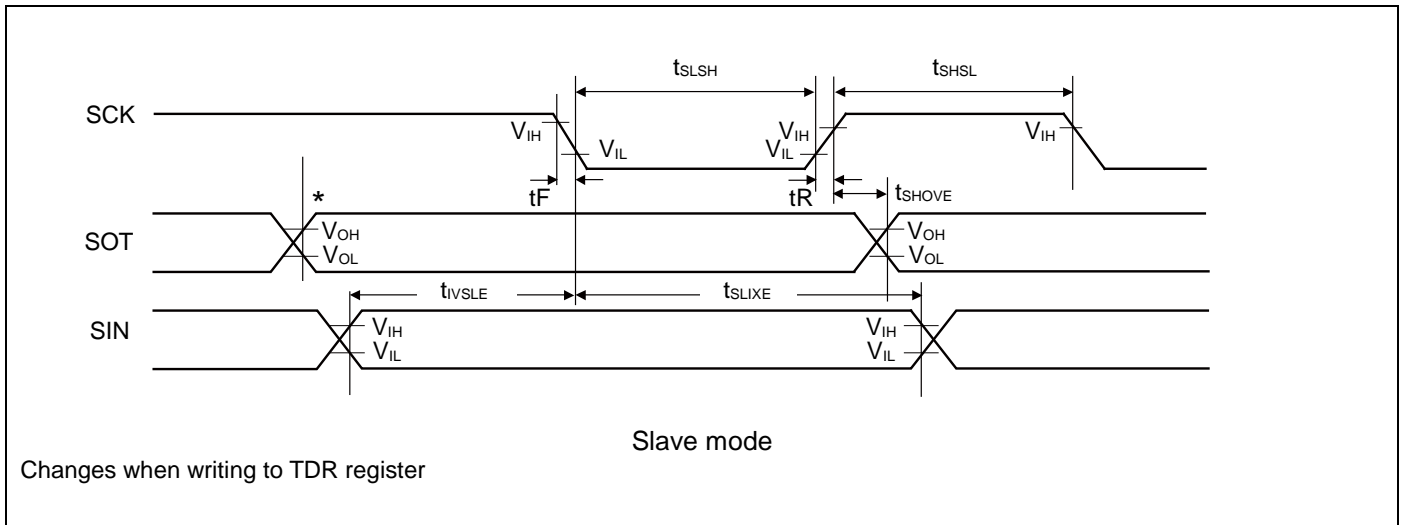 tSLSH tSHSL
SCK
VIH VIL VIL VIH VIH
tF tR tSHOVE
*
SOT
VOH VOH
VOL VOL
tIVSLE tSLIXE
SIN
VIH VIH
VIL VIL
Slave mode
Changes when writing to TDR register